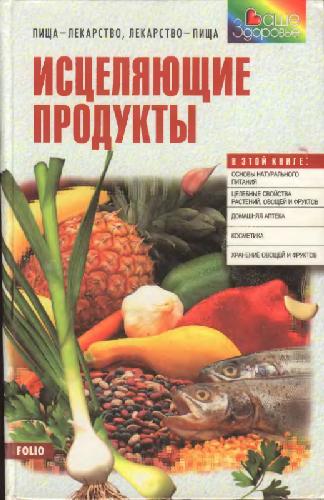 ПИЩА–ЛЕКАРСТВО, ЛЕКАРСТВО–ПИЩА
Ваше
Здоровье
ИСЦЕЛЯЮЩИЕ
ПРОДУКТЫ
В ЭТОЙ КНИГЕ:
ОСНОВЫ НАТУРАЛЬНОГО
ПИТАНИЯ
ЦЕЛЕБНЫЕ СВОЙСТВА
РАСТЕНИЙ, ОВОЩЕЙ И ФРУКТОВ
ДОМАШНЯЯ АПТЕКА
КОСМЕТИКА
ХРАНЕНИЕ ОВОЩЕЙ И ФРУКТОВ
FOLIO